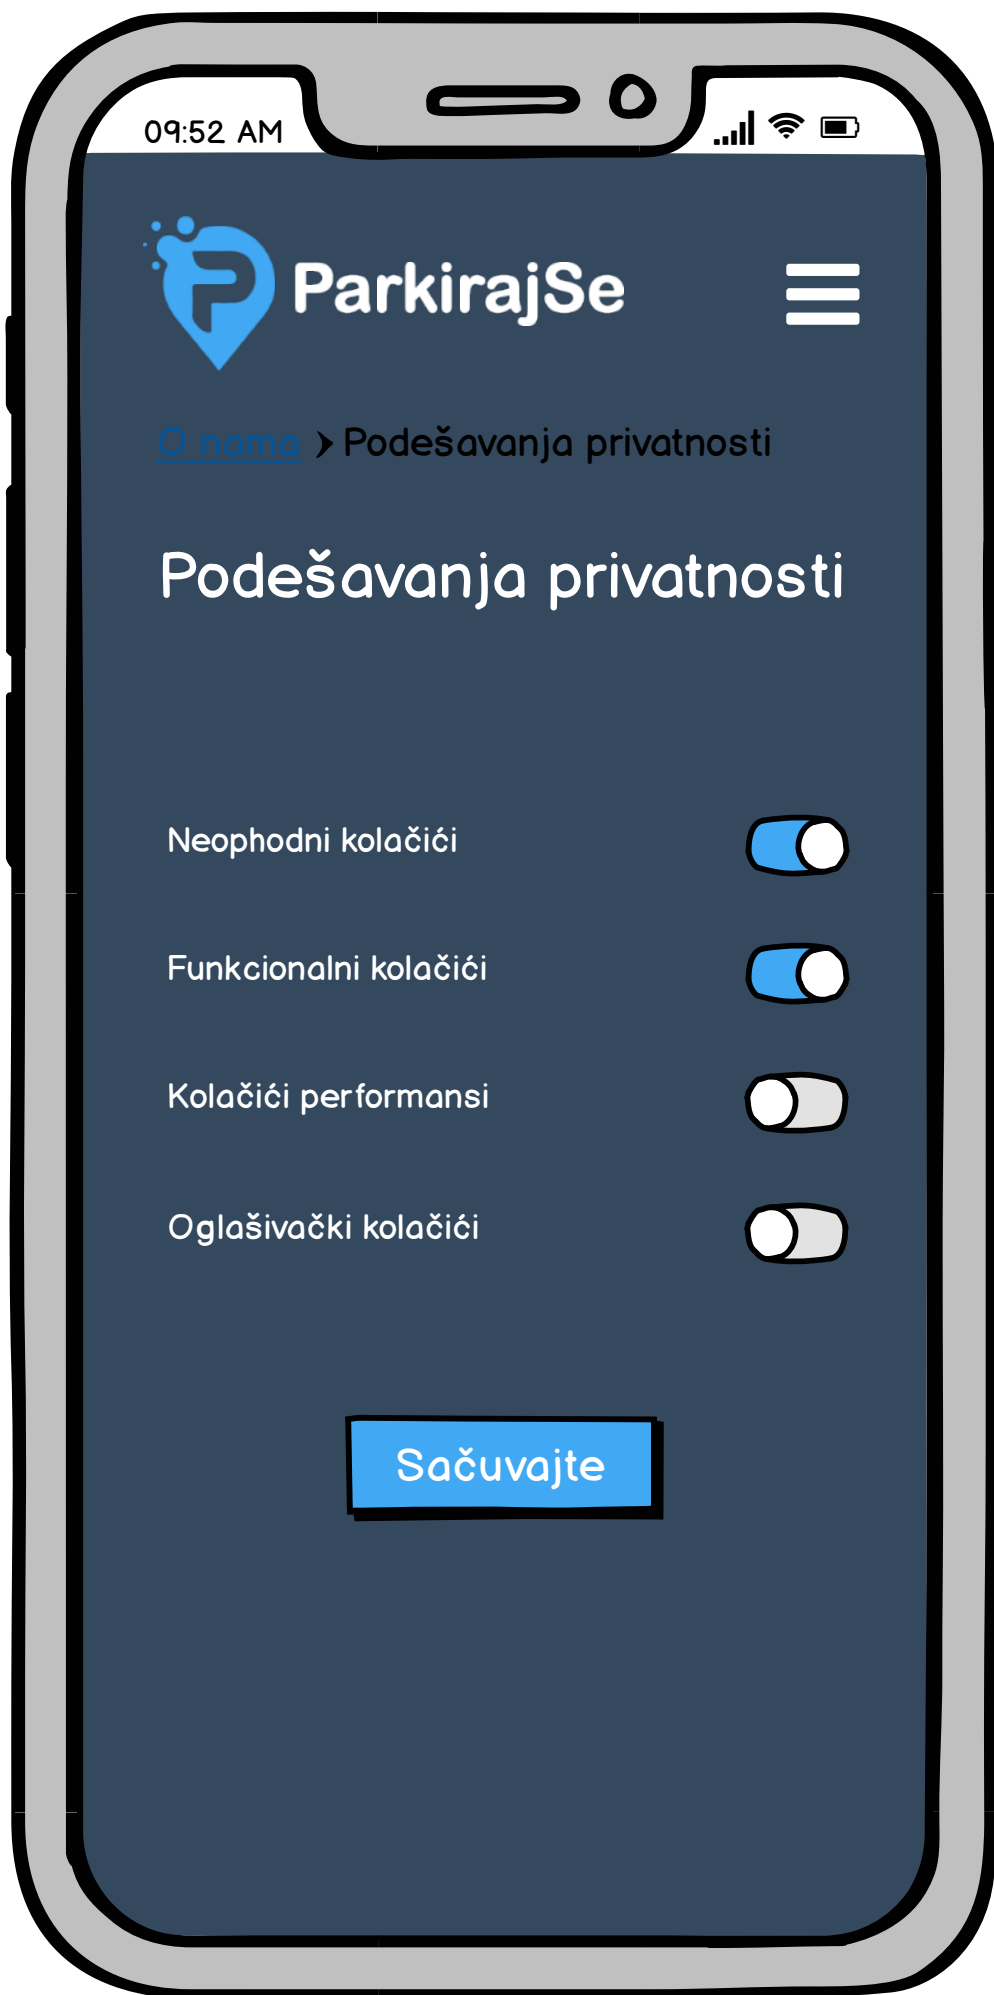 09:52 AM
ParkirajSe
O nama > Podešavanja privatnosti
Podešavanja privatnosti
Neophodni kolačići
Funkcionalni kolačići
Kolačići performansi
Oglašivački kolačići
Sačuvajte